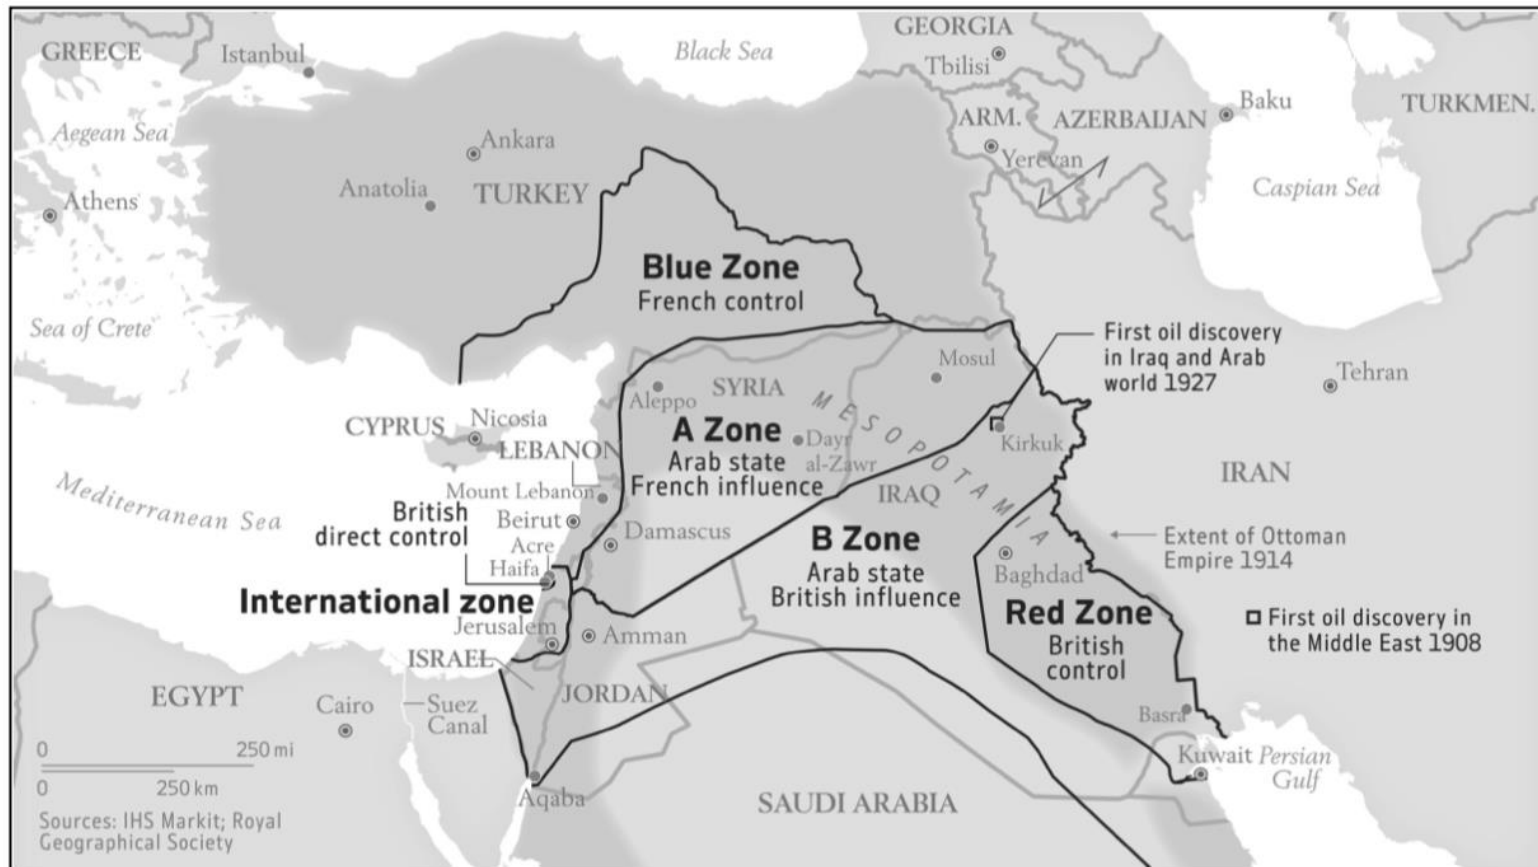 GREECE
Istanbul
Black Sea
GEORGIA
Tbilisi
ARM.
AZERBAIJAN
Baku
TURKMEN.
Aegean Sea
Ankara
Yerevan
Anatolia
TURKEY
Athens
Caspian Sea
Blue Zone
French control
Sea of Crete
First oil discovery
in Iraq and Arab
world 1927
Mosul
Tehran
SYRIA
Aleppo
MESOPOTAMIA
CYPRUS
Nicosia
A Zone
Arab state
French influence
Dayr
al-Zawr
Kirkuk
LEBANON
IRAN
Mediterranean Sea
Mount Lebanon
IRAQ
British
direct control
Beirut
Damascus
B Zone
Arab state
British influence
Extent of Ottoman
Empire 1914
Acre
Haifa
Baghdad
International zone
Red Zone
British
control
First oil discovery in
the Middle East 1908
Jerusalem
Amman
ISRAEL
EGYPT
JORDAN
Cairo
Suez
Canal
Basra
0 250 mi
0 250 km
Kuwait
Persian
Gulf
Aqaba
SAUDI ARABIA
Sources: IHS Markit; Royal
Geographical Society